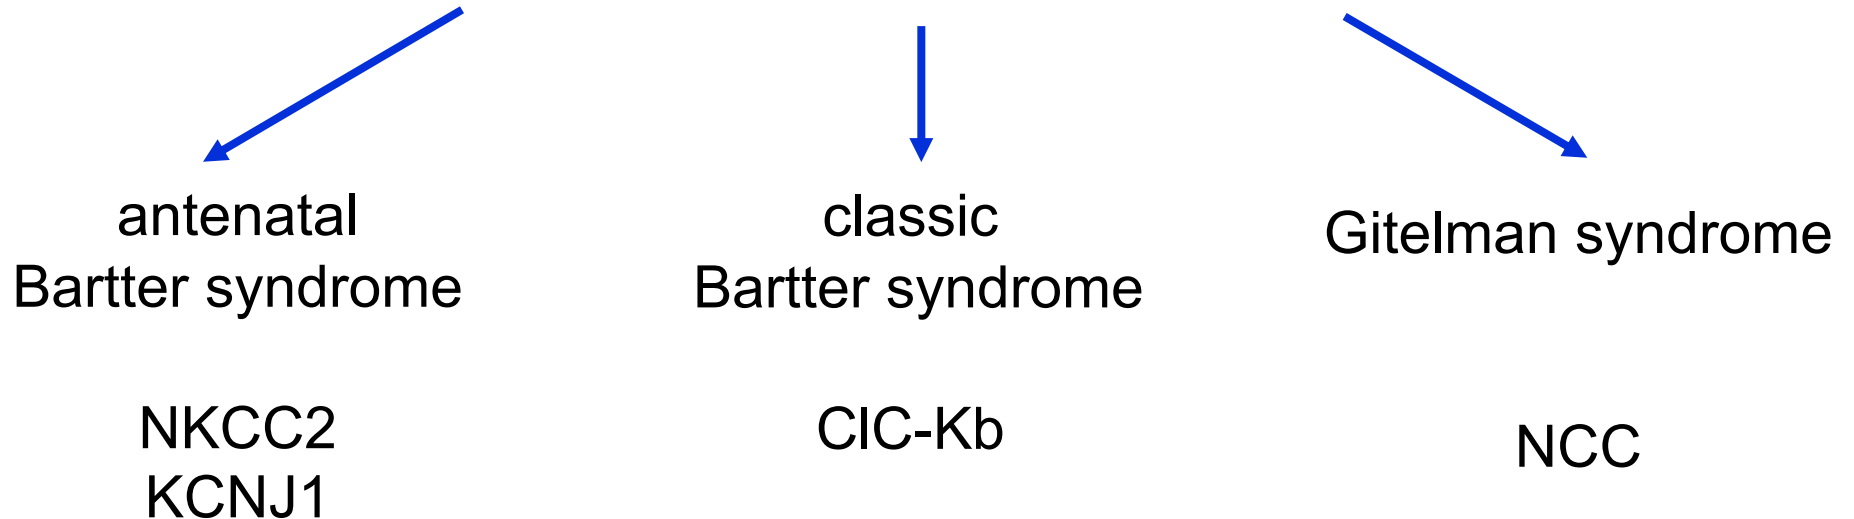 antenatal
Bartter syndrome
classic
Bartter syndrome
Gitelman syndrome
NKCC2
KCNJ1
ClC-Kb
NCC